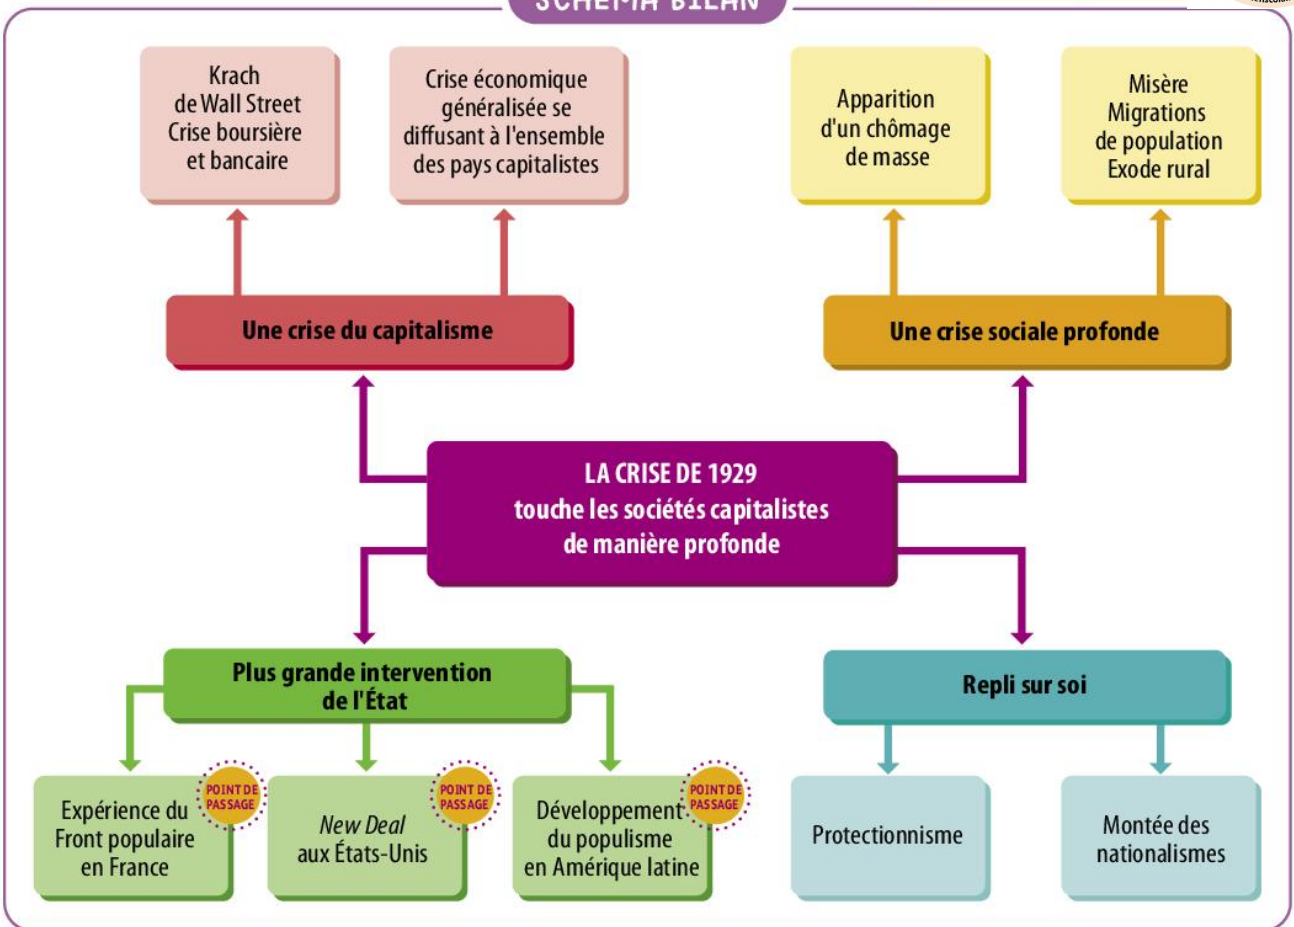 SCHÉMA BILAN
Krach
de Wall Street
Crise boursière
et bancaire
Crise économique
généralisée se
diffusant à l'ensemble
des pays capitalistes
Apparition
d'un chômage
de masse
Misère
Migrations
de population
Exode rural
Une crise du capitalisme
Une crise sociale profonde
LA CRISE DE 1929
touche les sociétés capitalistes
de manière profonde
Plus grande intervention
de l'État
Repli sur soi
Expérience du
Front populaire
en France
POINT DE
PASSAGE
New Deal
aux États-Unis
POINT DE
PASSAGE
Développement
du populisme
en Amérique latine
POINT DE
PASSAGE
Protectionnisme
Montée des
nationalismes